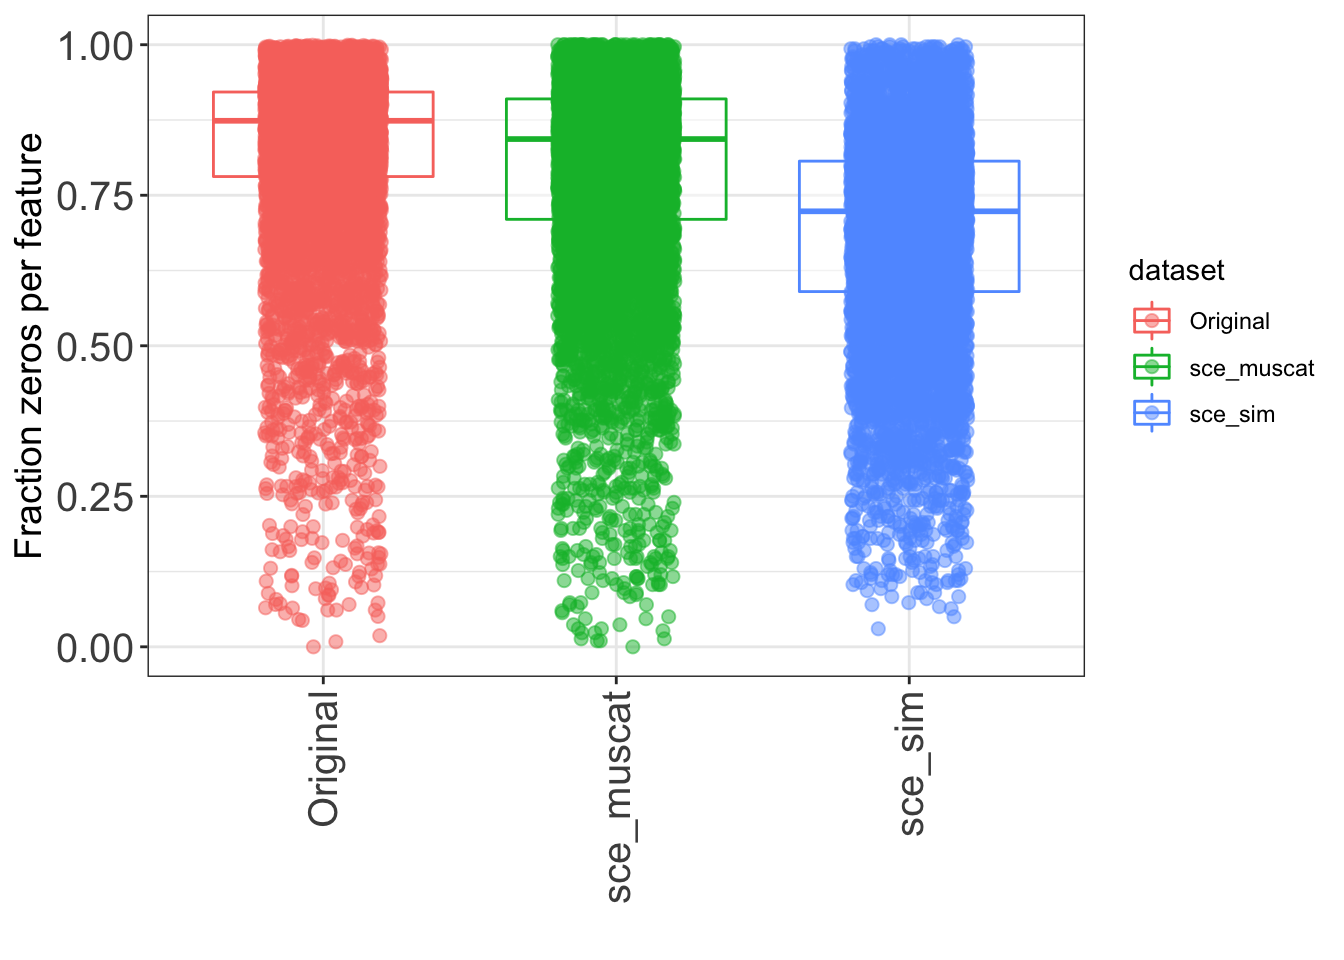 Fraction zeros per feature
1.00
0.75
0.50
0.25
0.00
Original
sce_muscat
sce_sim
dataset
Original
sce_muscat
sce_sim